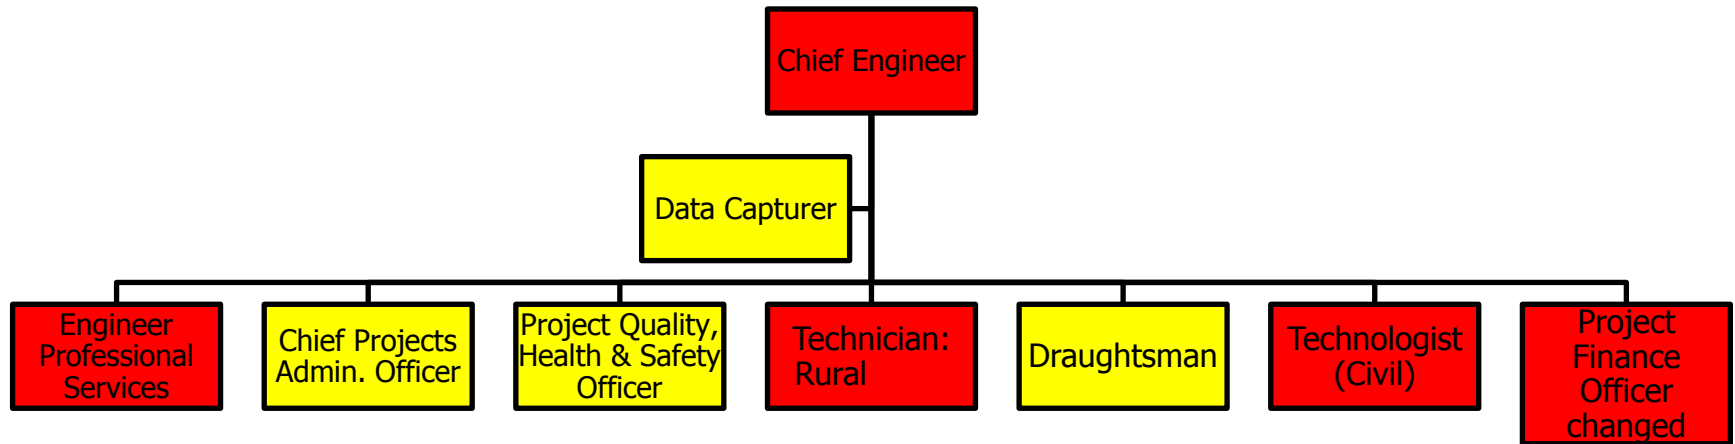 Chief Engineer
Data Capturer
Engineer
Professional
Services
Chief Projects
Admin. Officer
Project Quality,
Health & Safety
Officer
Technician:
Rural
Draughtsman
Technologist
(Civil)
Project
Finance
Officer
changed